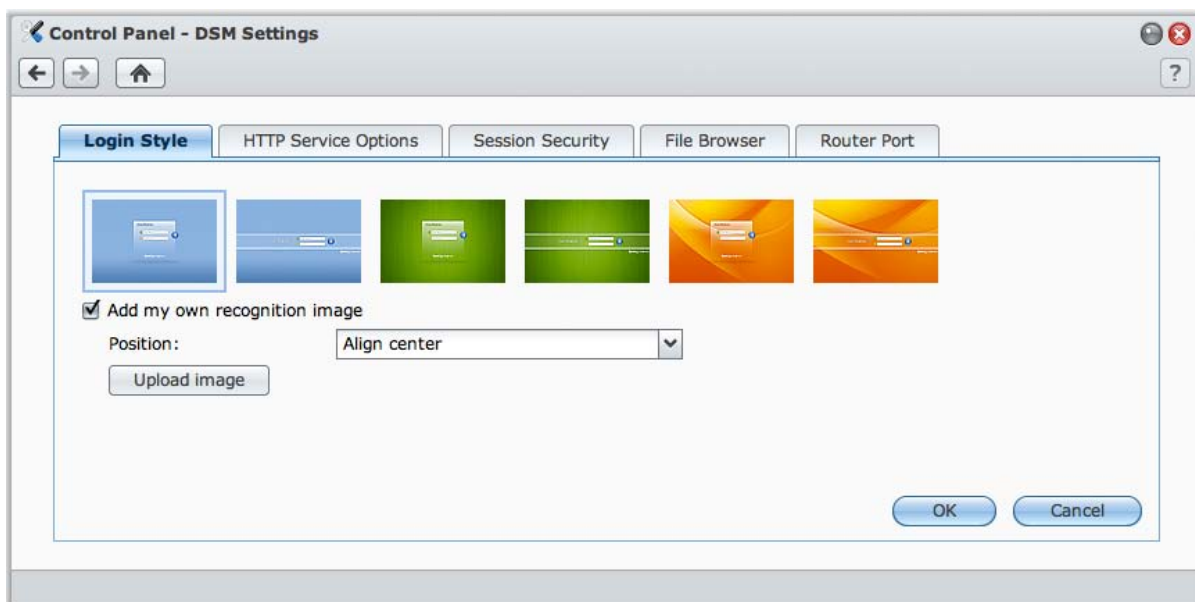 Control Panel - DSM Settings
?
Login Style HTTP Service Options Session Security File Browser Router Port
Add my own recognition image
Position: Align center
Upload image
OK Cancel